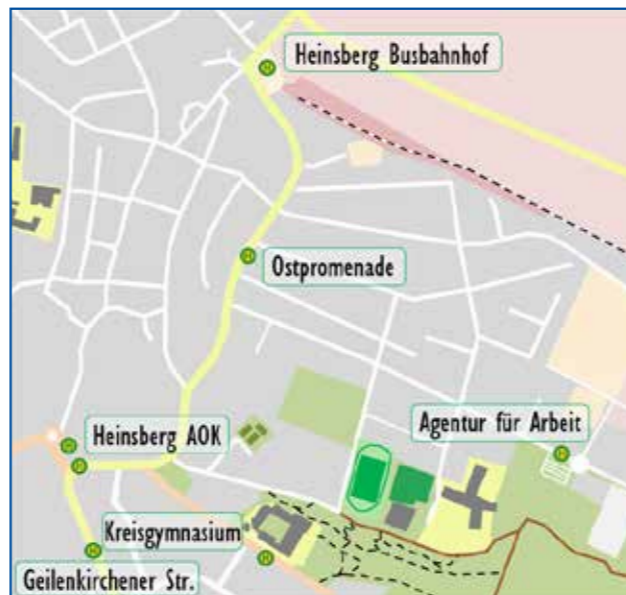 Heinsberg Busbahnhof
Ostpromenade
Agentur für Arbeit
Heinsberg AOK
Kreisgymnasium
Geilenkirchener Str.